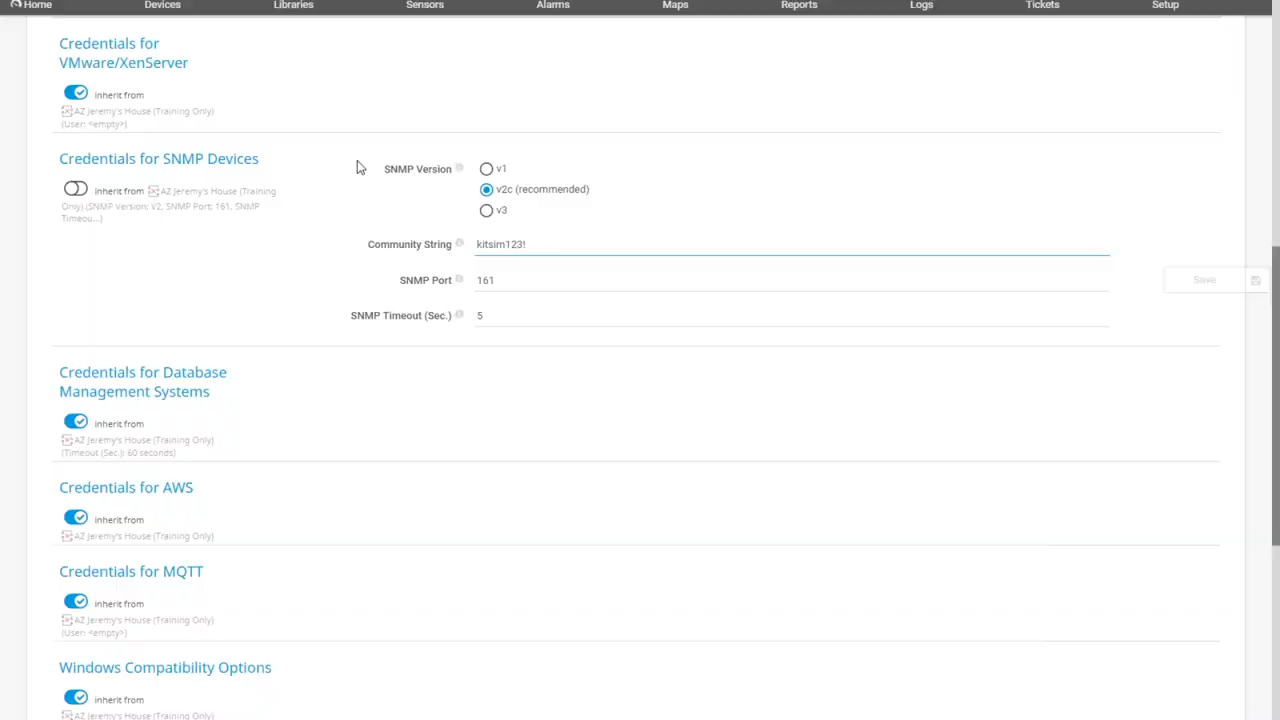 Home Devices Libraries Sensors Alarms Maps Reports Logs Tickets Setup
Credentials for
VMware/XenServer
inherit from
AZ Jeremy's House (Training Only)
(User: <empty>)
Credentials for SNMP Devices
inherit from AZ Jeremy's House (Training
Only) (SNMP Version: V2, SNMP Port: 161, SNMP
Timeou...)
SNMP Version
v1
v2c (recommended)
v3
Community String kitsim123!
SNMP Port 161
SNMP Timeout (Sec.) 5
Save
Credentials for Database
Management Systems
inherit from
AZ Jeremy's House (Training Only)
(Timeout (Sec.): 60 seconds)
Credentials for AWS
inherit from
AZ Jeremy's House (Training Only)
Credentials for MQTT
inherit from
AZ Jeremy's House (Training Only)
(User: <empty>)
Windows Compatibility Options
inherit from
AZ Jeremy's House (Training Only)